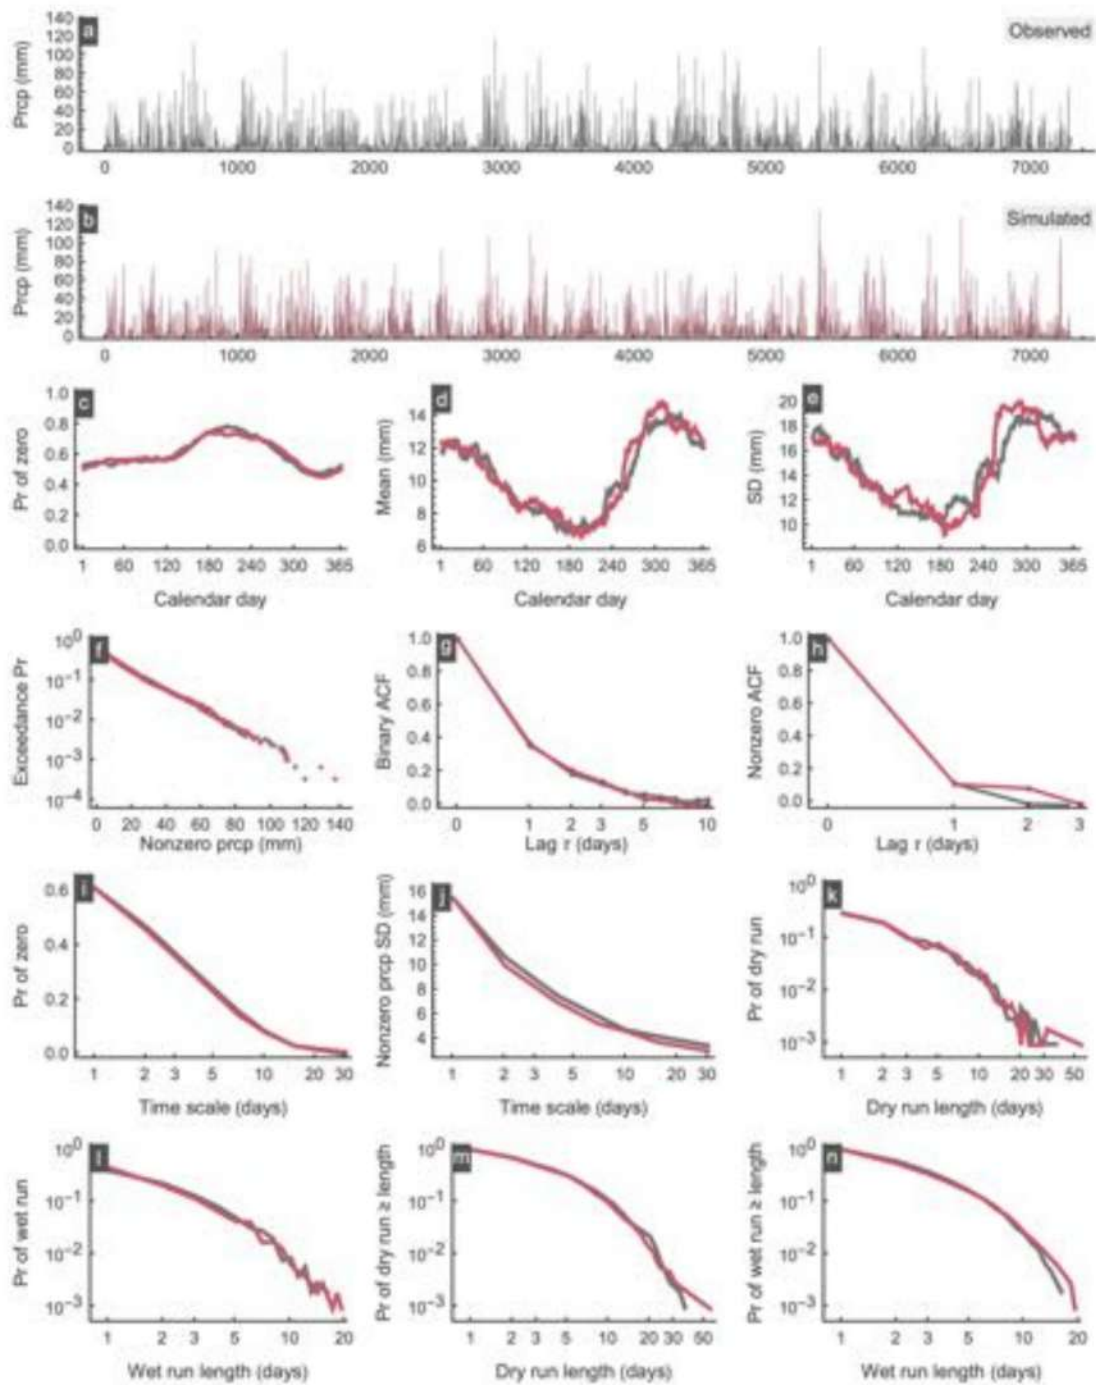 a
Observed
Prcp (mm)
140
120
100
80
60
40
20
0
0 1000 2000 3000 4000 5000 6000 7000
b
Simulated
Prcp (mm)
140
120
100
80
60
40
20
0
0 1000 2000 3000 4000 5000 6000 7000
c
Pr of zero
1.0
0.8
0.6
0.4
0.2
0.0
1 60 120 180 240 300 365
Calendar day
d
Mean (mm)
14
12
10
8
6
1 60 120 180 240 300 365
Calendar day
e
SD (mm)
20
18
16
14
12
10
1 60 120 180 240 300 365
Calendar day
f
Exceedance Pr
10⁰
10⁻¹
10⁻²
10⁻³
10⁻⁴
0 20 40 60 80 100 120 140
Nonzero prcp (mm)
g
Binary ACF
1.0
0.8
0.6
0.4
0.2
0.0
0 1 2 3 5 10
Lag τ (days)
h
Nonzero ACF
1.0
0.8
0.6
0.4
0.2
0.0
0 1 2 3
Lag τ (days)
i
Pr of zero
0.6
0.4
0.2
0.0
1 2 3 5 10 20 30
Time scale (days)
j
Nonzero prcp SD (mm)
16
14
12
10
8
6
4
1 2 3 5 10 20 30
Time scale (days)
k
Pr of dry run
10⁰
10⁻¹
10⁻²
10⁻³
1 2 3 5 10 20 30 50
Dry run length (days)
l
Pr of wet run
10⁰
10⁻¹
10⁻²
10⁻³
1 2 3 5 10 20
Wet run length (days)
m
Pr of dry run ≥ length
10⁰
10⁻¹
10⁻²
10⁻³
1 2 3 5 10 20 30 50
Dry run length (days)
n
Pr of wet run ≥ length
10⁰
10⁻¹
10⁻²
10⁻³
1 2 3 5 10 20
Wet run length (days)